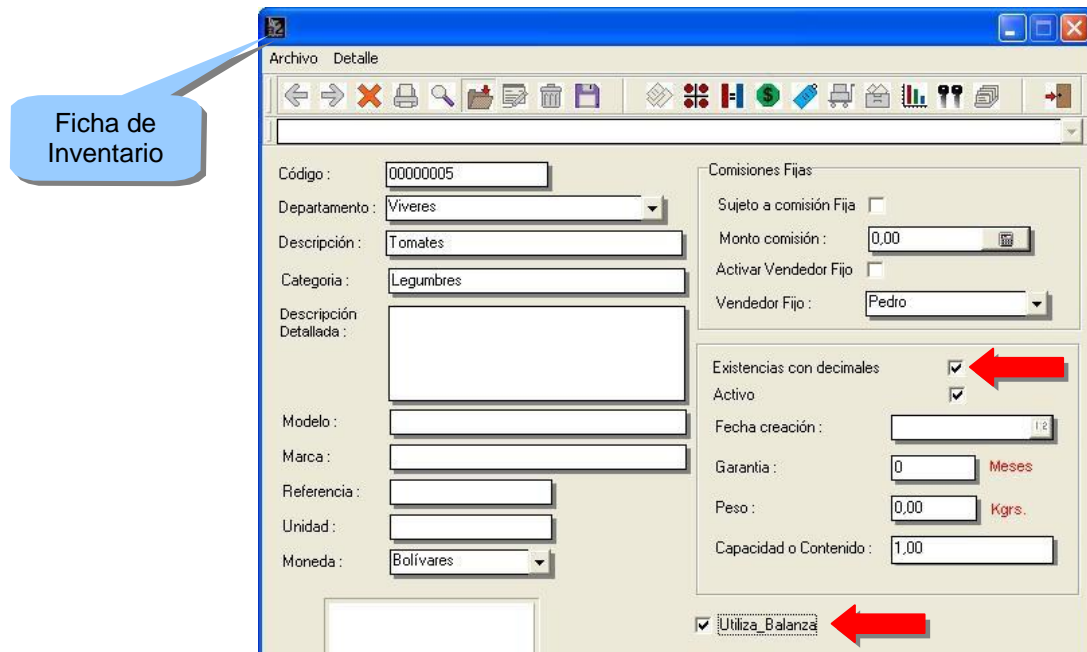 Ficha de
Inventario
Archivo Detalle
Código : 00000005
Departamento : Viveres
Descripción : Tomates
Categoria : Legumbres
Descripción
Detallada :
Modelo :
Marca :
Referencia :
Unidad :
Moneda : Bolívares
Comisiones Fijas
Sujeto a comisión Fija
Monto comisión : 0,00
Activar Vendedor Fijo
Vendedor Fijo : Pedro
Existencias con decimales
Activo
Fecha creación :
Garantia : 0 Meses
Peso : 0,00 Kgrs.
Capacidad o Contenido : 1,00
Utiliza_Balanza